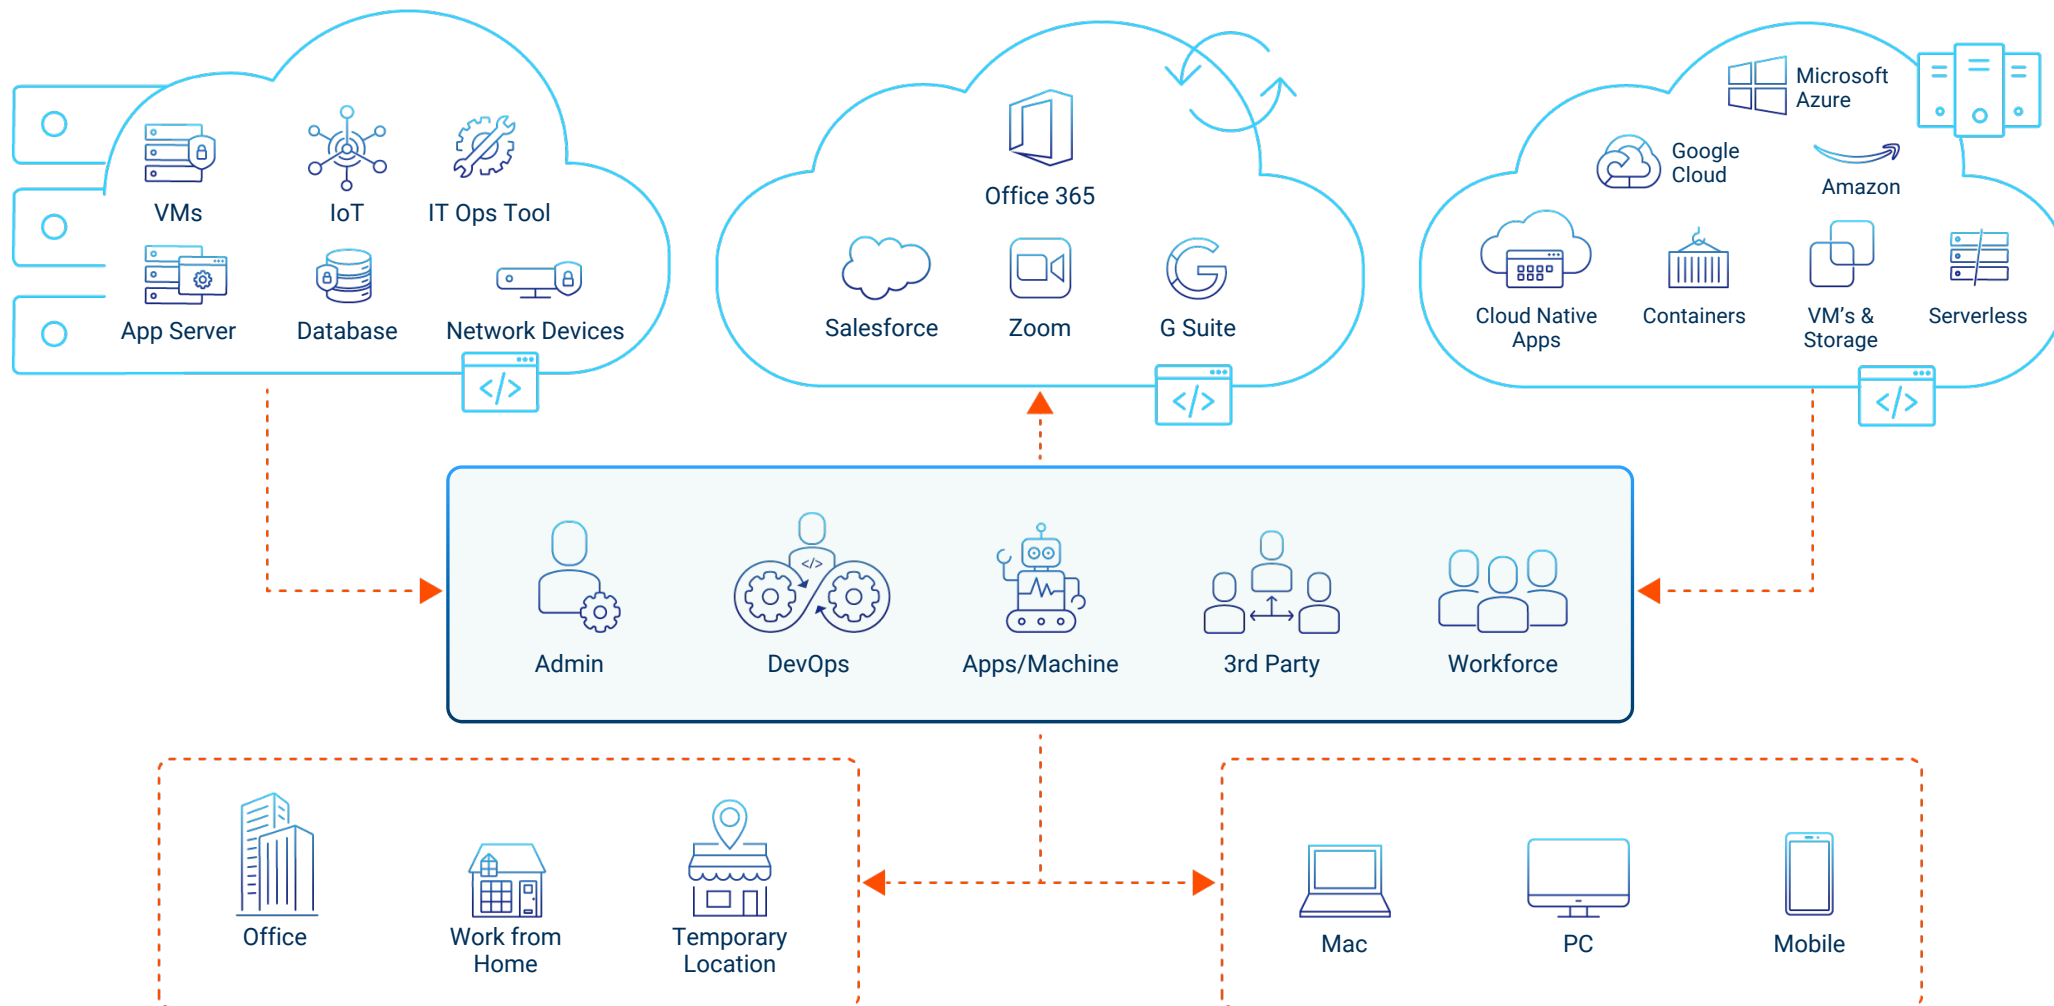 VMs
IoT
IT Ops Tool
App Server
Database
Network Devices
</>
Office 365
Salesforce
Zoom
G Suite
</>
Microsoft
Azure
Google
Cloud
Amazon
Cloud Native
Apps
Containers
VM's &
Storage
Serverless
</>
</>
Admin
DevOps
Apps/Machine
3rd Party
Workforce
Office
Work from
Home
Temporary
Location
Mac
PC
Mobile